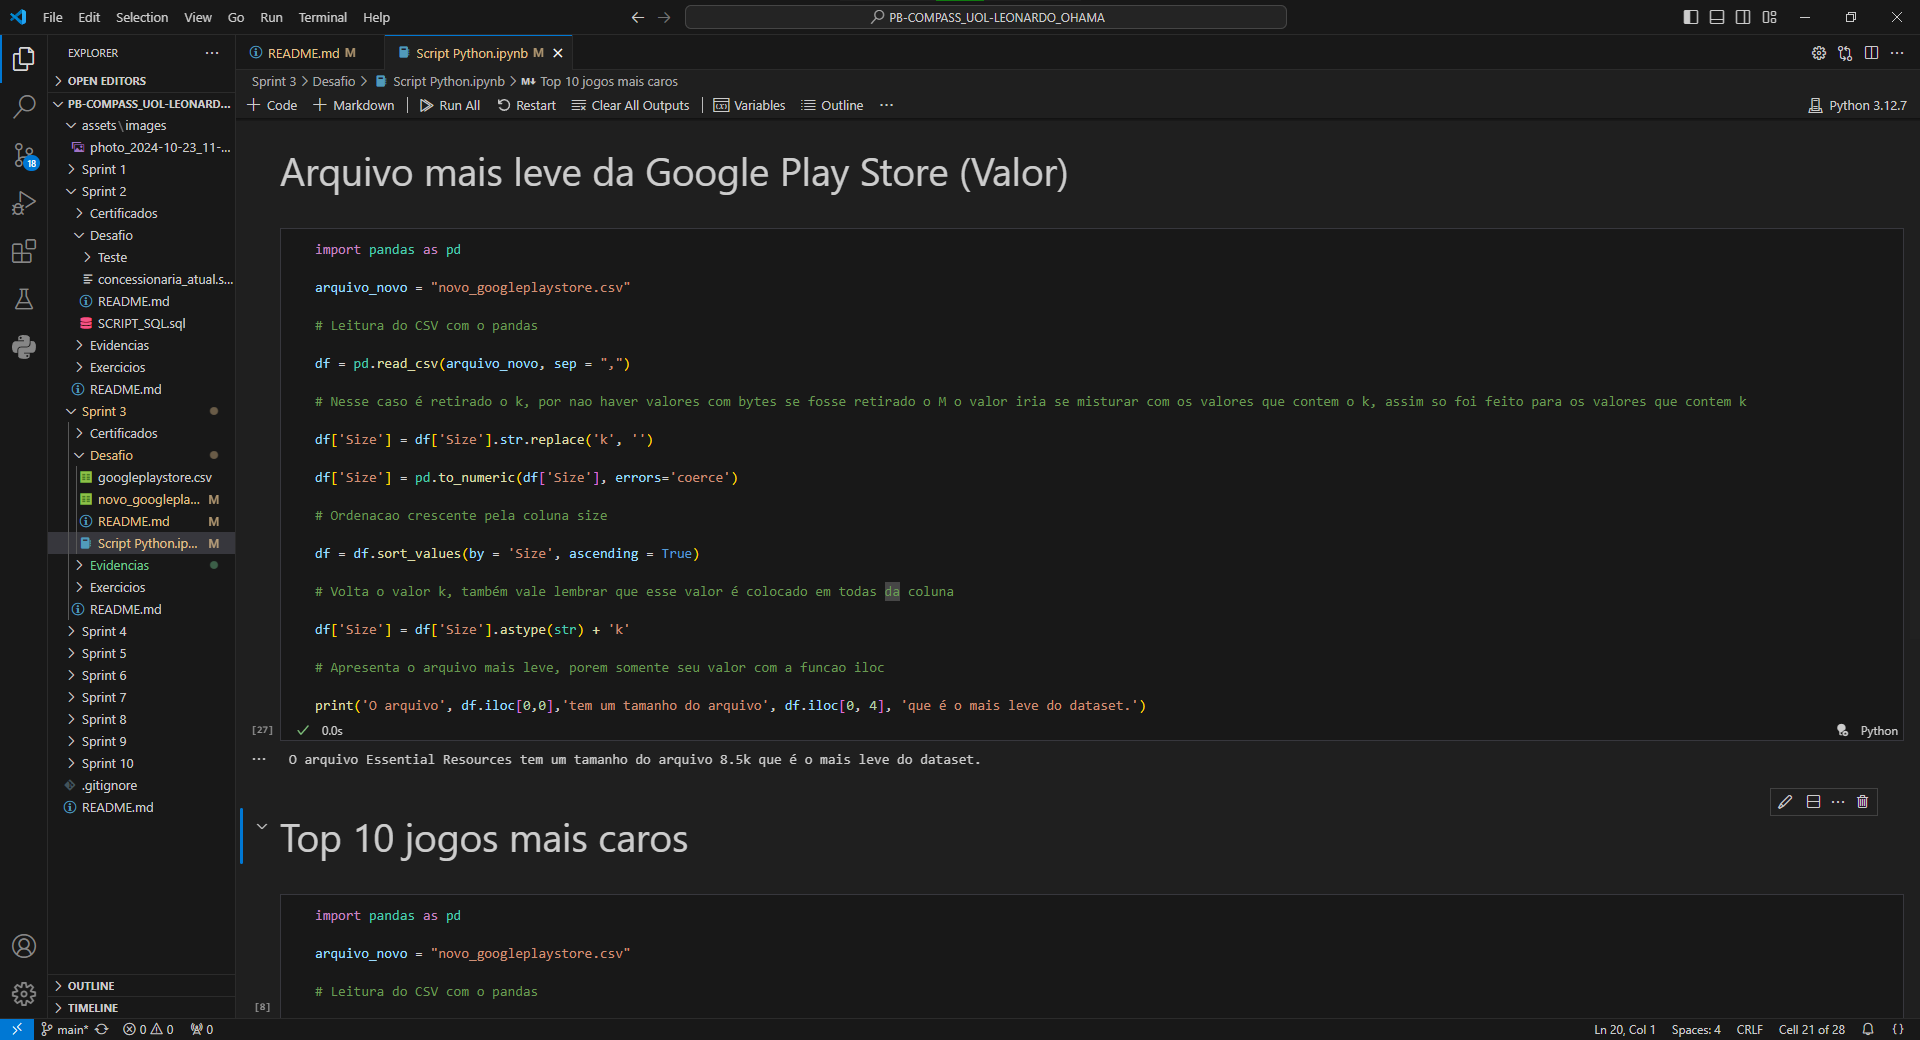 File Edit Selection View Go Run Terminal Help
PB-COMPASS_UOL-LEONARDO_OHAMA
EXPLORER
OPEN EDITORS
PB-COMPASS_UOL-LEONARD...
assets\images
photo_2024-10-23_11-...
Sprint 1
Sprint 2
Certificados
Desafio
Teste
concessionaria_atual.s...
README.md
SCRIPT_SQL.sql
Evidencias
Exercicios
README.md
Sprint 3
Certificados
Desafio
googleplaystore.csv
novo_googlepla... M
README.md M
Script Python.ip... M
Evidencias
Exercicios
README.md
Sprint 4
Sprint 5
Sprint 6
Sprint 7
Sprint 8
Sprint 9
Sprint 10
.gitignore
README.md
OUTLINE
TIMELINE
18
README.md M
Script Python.ipynb M
Sprint 3 > Desafio > Script Python.ipynb > M↓ Top 10 jogos mais caros
+ Code + Markdown | Run All Restart Clear All Outputs | Variables Outline ...
Python 3.12.7
Arquivo mais leve da Google Play Store (Valor)
import pandas as pd
arquivo_novo = "novo_googleplaystore.csv"
# Leitura do CSV com o pandas
df = pd.read_csv(arquivo_novo, sep = ",")
# Nesse caso é retirado o k, por nao haver valores com bytes se fosse retirado o M o valor iria se misturar com os valores que contem o k, assim so foi feito para os valores que contem k
df['Size'] = df['Size'].str.replace('k', '')
df['Size'] = pd.to_numeric(df['Size'], errors='coerce')
# Ordenacao crescente pela coluna size
df = df.sort_values(by = 'Size', ascending = True)
# Volta o valor k, também vale lembrar que esse valor é colocado em todas da coluna
df['Size'] = df['Size'].astype(str) + 'k'
# Apresenta o arquivo mais leve, porem somente seu valor com a funcao iloc
print('O arquivo', df.iloc[0,0],'tem um tamanho do arquivo', df.iloc[0, 4], 'que é o mais leve do dataset.')
[27] 0.0s Python
... O arquivo Essential Resources tem um tamanho do arquivo 8.5k que é o mais leve do dataset.
Top 10 jogos mais caros
import pandas as pd
arquivo_novo = "novo_googleplaystore.csv"
# Leitura do CSV com o pandas
[8]
main* 0 0 0 Ln 20, Col 1 Spaces: 4 CRLF Cell 21 of 28 {}